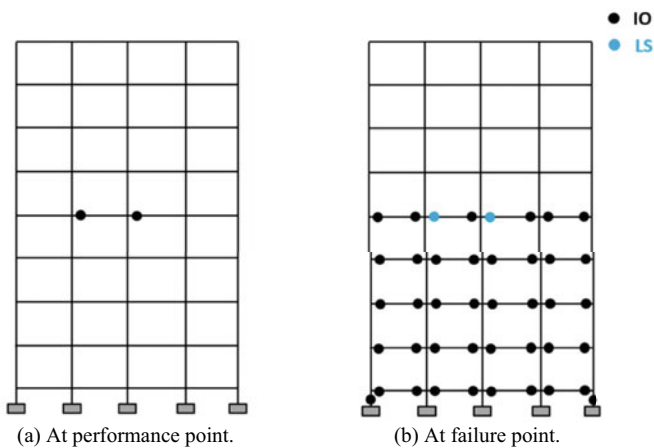 IO
LS
(a) At performance point.
(b) At failure point.